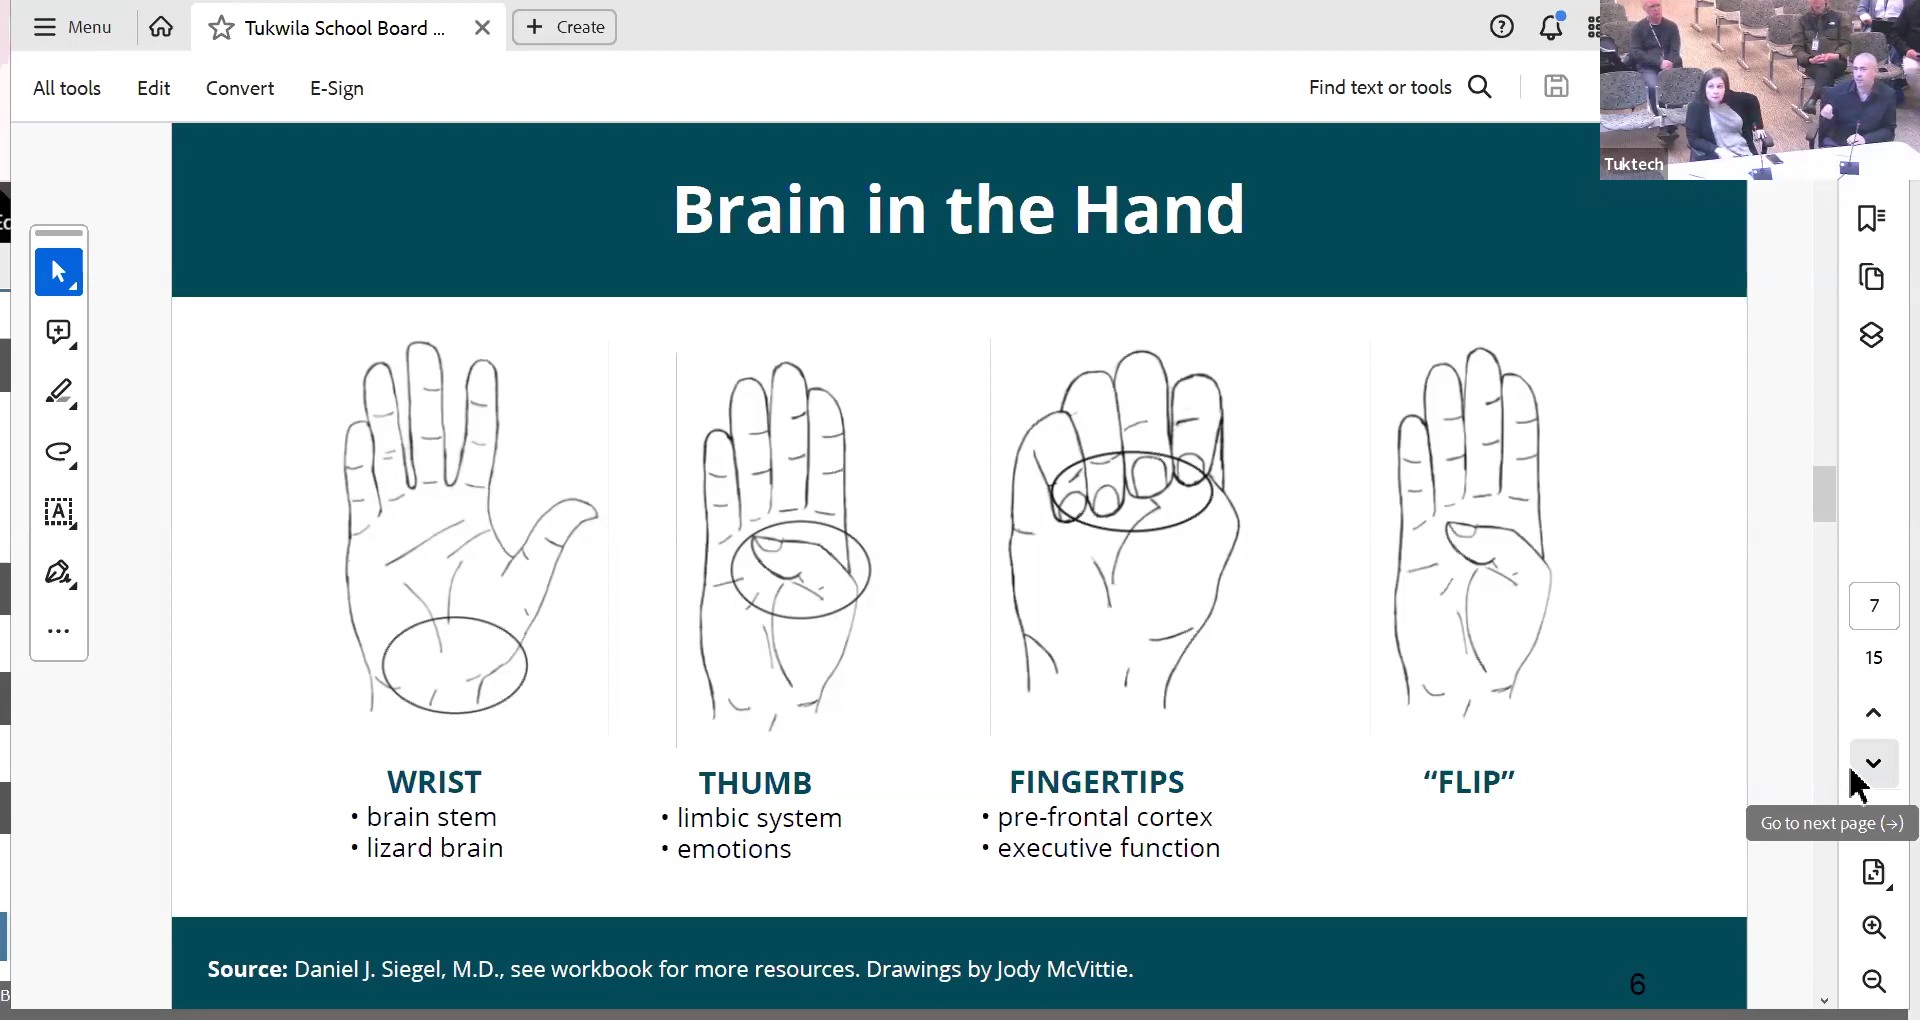 Menu
Tukwila School Board ...
Create
All tools
Edit
Convert
E-Sign
Find text or tools
Tuktech
Brain in the Hand
WRIST
• brain stem
• lizard brain
THUMB
• limbic system
• emotions
FINGERTIPS
• pre-frontal cortex
• executive function
“FLIP”
Source: Daniel J. Siegel, M.D., see workbook for more resources. Drawings by Jody McVittie.
6
7
15
Go to next page (→)